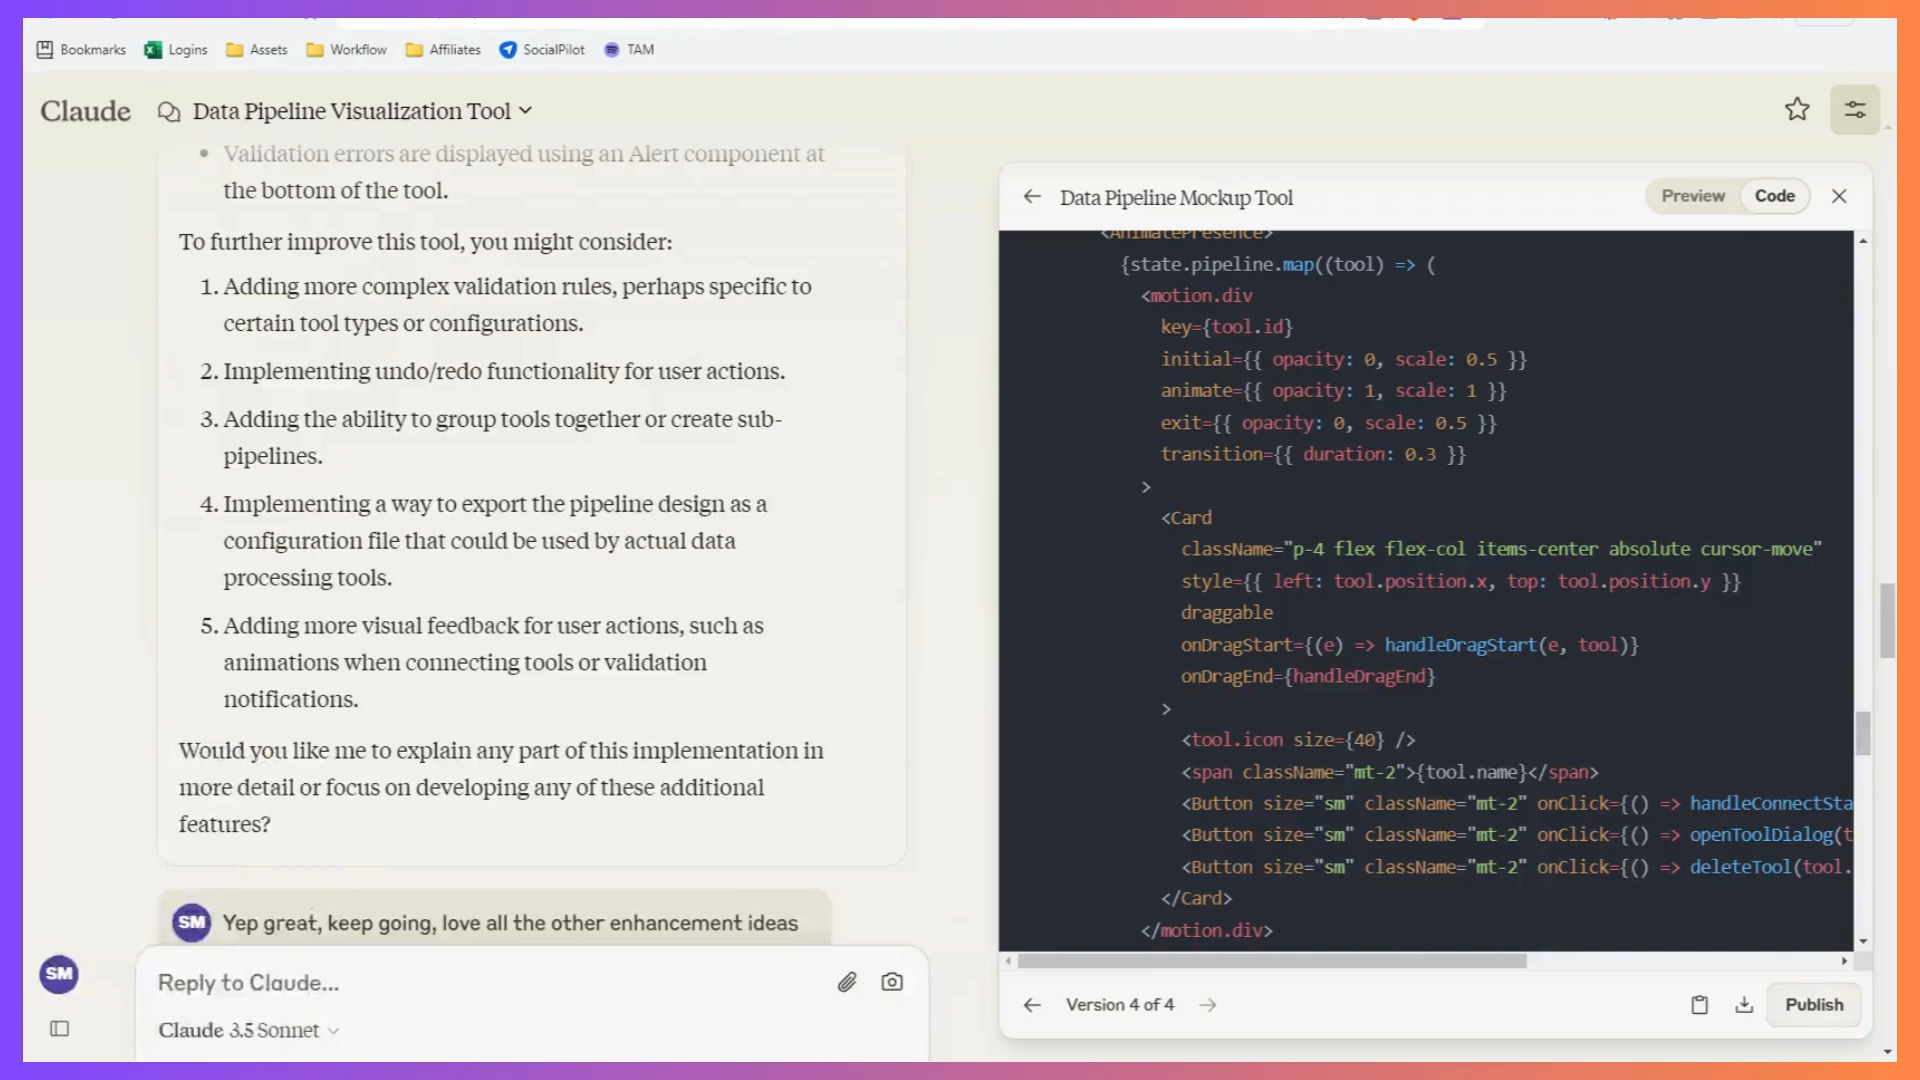 Bookmarks Logins Assets Workflow Affiliates SocialPilot TAM
Claude Data Pipeline Visualization Tool
• Validation errors are displayed using an Alert component at
the bottom of the tool.
To further improve this tool, you might consider:
1. Adding more complex validation rules, perhaps specific to
certain tool types or configurations.
2. Implementing undo/redo functionality for user actions.
3. Adding the ability to group tools together or create sub-
pipelines.
4. Implementing a way to export the pipeline design as a
configuration file that could be used by actual data
processing tools.
5. Adding more visual feedback for user actions, such as
animations when connecting tools or validation
notifications.
Would you like me to explain any part of this implementation in
more detail or focus on developing any of these additional
features?
SM Yep great, keep going, love all the other enhancement ideas
SM
Reply to Claude...
Claude 3.5 Sonnet
Data Pipeline Mockup Tool
Preview Code
<AnimatePresence>
{state.pipeline.map((tool) => (
<motion.div
key={tool.id}
initial={{ opacity: 0, scale: 0.5 }}
animate={{ opacity: 1, scale: 1 }}
exit={{ opacity: 0, scale: 0.5 }}
transition={{ duration: 0.3 }}
>
<Card
className="p-4 flex flex-col items-center absolute cursor-move"
style={{ left: tool.position.x, top: tool.position.y }}
draggable
onDragStart={(e) => handleDragStart(e, tool)}
onDragEnd={handleDragEnd}
>
<tool.icon size={40} />
<span className="mt-2">{tool.name}</span>
<Button size="sm" className="mt-2" onClick={() => handleConnectSta
<Button size="sm" className="mt-2" onClick={() => openToolDialog(t
<Button size="sm" className="mt-2" onClick={() => deleteTool(tool.
</Card>
</motion.div>
Version 4 of 4
Publish